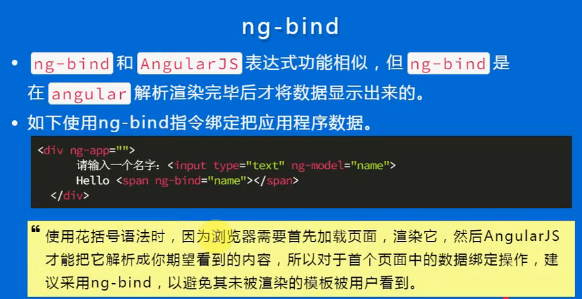 ng-bind
• ng-bind 和 AngularJS 表达式功能相似，但 ng-bind 是
在 angular 解析渲染完毕后才将数据显示出来的。
• 如下使用ng-bind指令绑定把应用程序数据。
<div ng-app="">
请输入一个名字: <input type="text" ng-model="name">
Hello <span ng-bind="name"></span>
</div>
❝ 使用花括号语法时，因为浏览器需要首先加载页面，渲染它，然后AngularJS
才能把它解析成你期望看到的内容，所以对于首个页面中的数据绑定操作，建
议采用ng-bind，以避免其未被渲染的模板被用户看到。